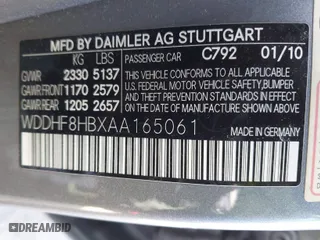 MFD BY DAIMLER AG STUTTGART
KG LBS PASSENGER CAR C792 01/10
GVWR 2330 5137
GAWR FRONT 1170 2579
GAWR REAR 1205 2657
THIS VEHICLE CONFORMS TO ALL APPLICABLE
U.S. FEDERAL MOTOR VEHICLE SAFETY, BUMPER
AND THEFT PREVENTION STANDARDS IN EFFECT
ON THE DATE OF MANUFACTURE SHOWN ABOVE
WDDHF8HBXAA165061
MADE IN GERMANY
DREAMBID